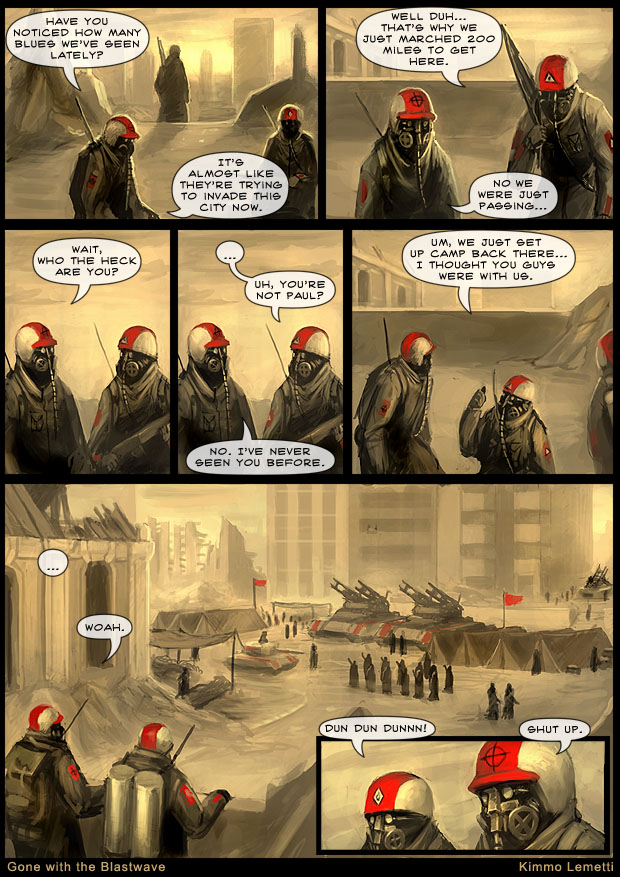 HAVE YOU
NOTICED HOW MANY
BLUES WE'VE SEEN
LATELY?
IT'S
ALMOST LIKE
THEY'RE TRYING
TO INVADE THIS
CITY NOW.
WELL DUH...
THAT'S WHY WE
JUST MARCHED 200
MILES TO GET
HERE.
NO WE
WERE JUST
PASSING...
WAIT,
WHO THE HECK
ARE YOU?
...
UH, YOU'RE
NOT PAUL?
NO. I'VE NEVER
SEEN YOU BEFORE.
UM, WE JUST SET
UP CAMP BACK THERE...
I THOUGHT YOU GUYS
WERE WITH US.
...
WOAH.
DUN DUN DUNNN!
SHUT UP.
Gone with the Blastwave
Kimmo Lemetti